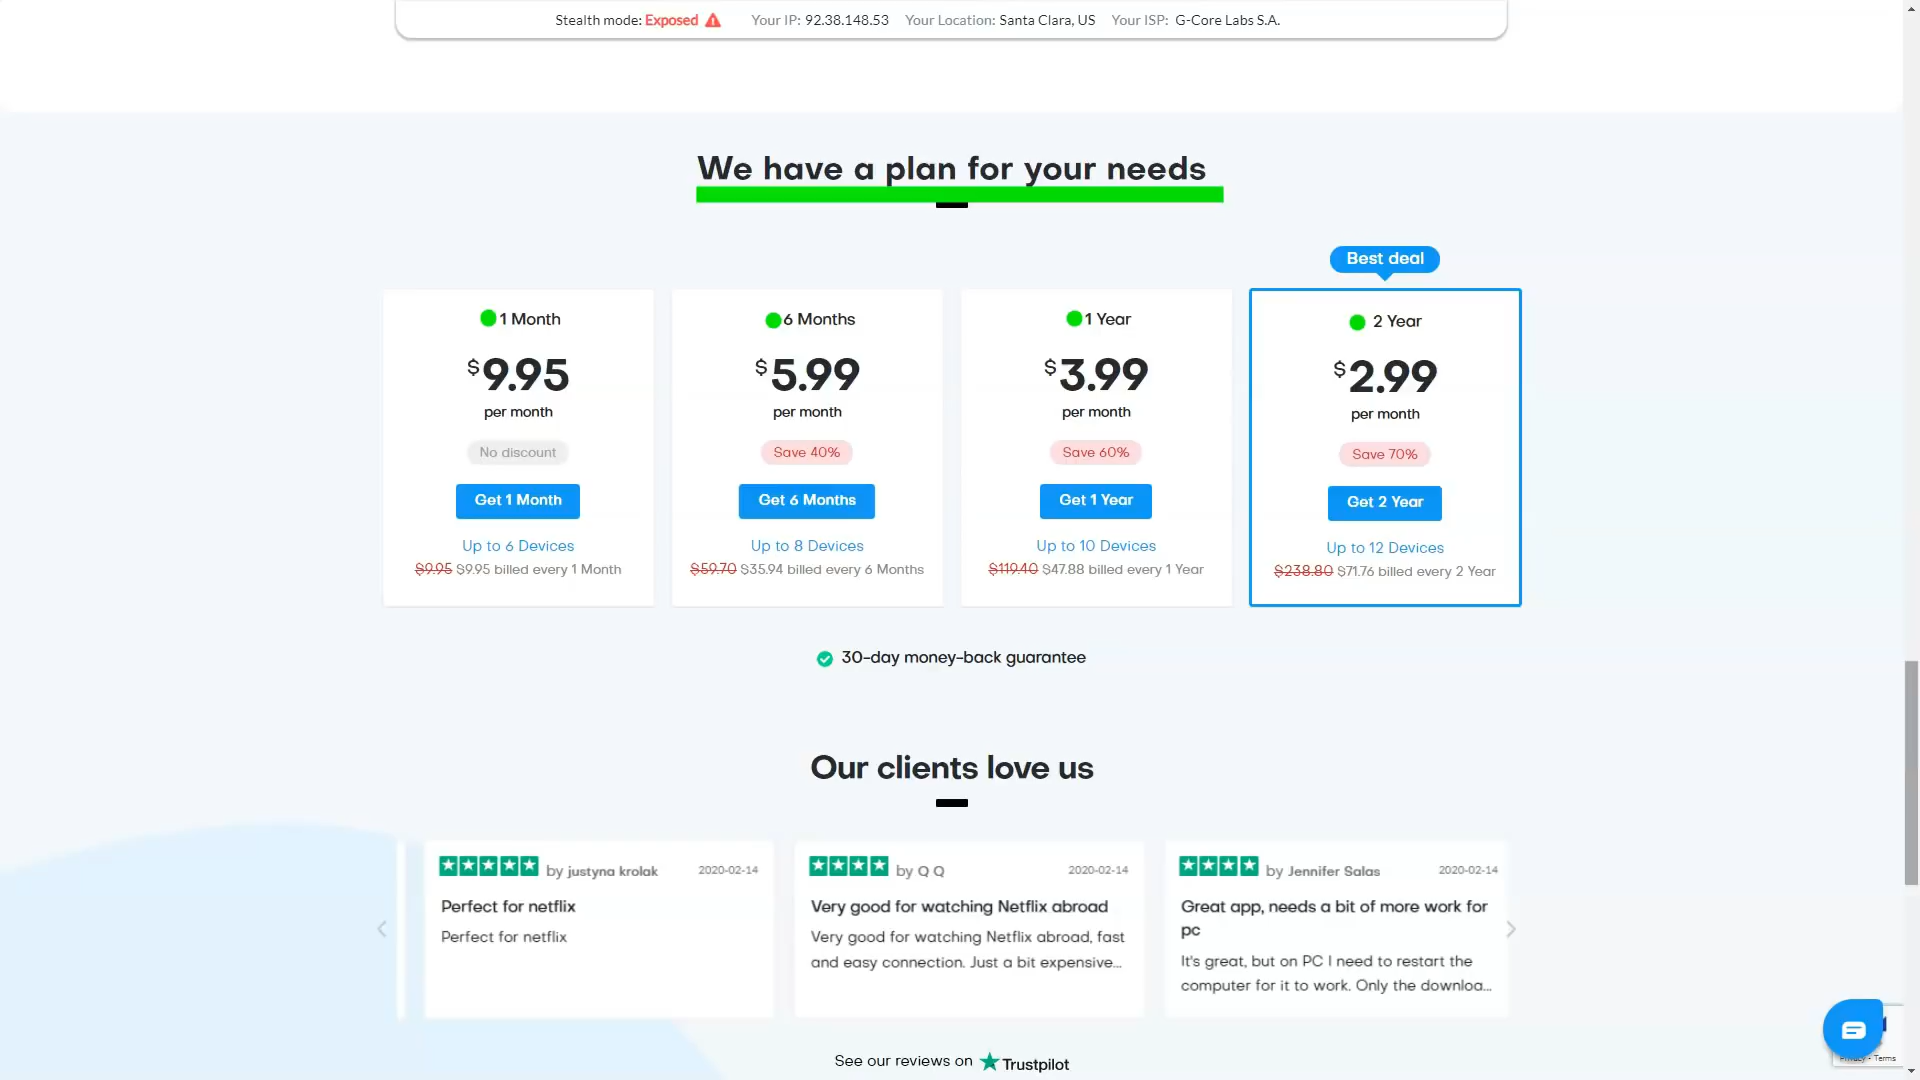 Stealth mode: Exposed Your IP: 92.38.148.53 Your Location: Santa Clara, US Your ISP: G-Core Labs S.A.
We have a plan for your needs
Best deal
1 Month
$9.95
per month
No discount
Get 1 Month
Up to 6 Devices
$9.95 $9.95 billed every 1 Month
6 Months
$5.99
per month
Save 40%
Get 6 Months
Up to 8 Devices
$59.70 $35.94 billed every 6 Months
1 Year
$3.99
per month
Save 60%
Get 1 Year
Up to 10 Devices
$119.40 $47.88 billed every 1 Year
2 Year
$2.99
per month
Save 70%
Get 2 Year
Up to 12 Devices
$238.80 $71.76 billed every 2 Year
30-day money-back guarantee
Our clients love us
by justyna krolak 2020-02-14
Perfect for netflix
Perfect for netflix
by Q Q 2020-02-14
Very good for watching Netflix abroad
Very good for watching Netflix abroad, fast
and easy connection. Just a bit expensive...
by Jennifer Salas 2020-02-14
Great app, needs a bit of more work for
pc
It's great, but on PC I need to restart the
computer for it to work. Only the downloa...
See our reviews on Trustpilot
Privacy - Terms